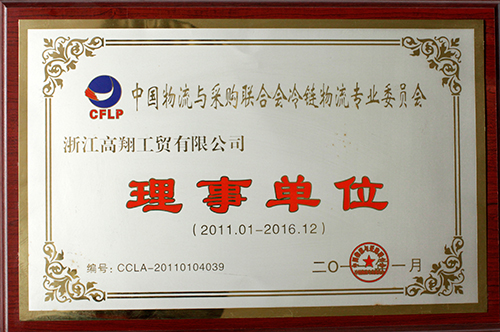 CFLP
中国物流与采购联合会冷链物流专业委员会
浙江高翔工贸有限公司
理事单位
(2011.01-2016.12)
编号:CCLA-20110104039
二〇一一年一月